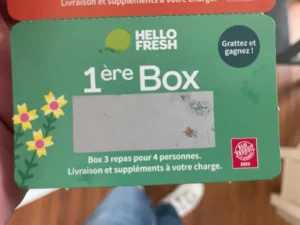 Livraison et suppléments à votre charge.
HELLO
FRESH
Grattez et
gagnez !
1ère Box
Box 3 repas pour 4 personnes.
Livraison et suppléments à votre charge.